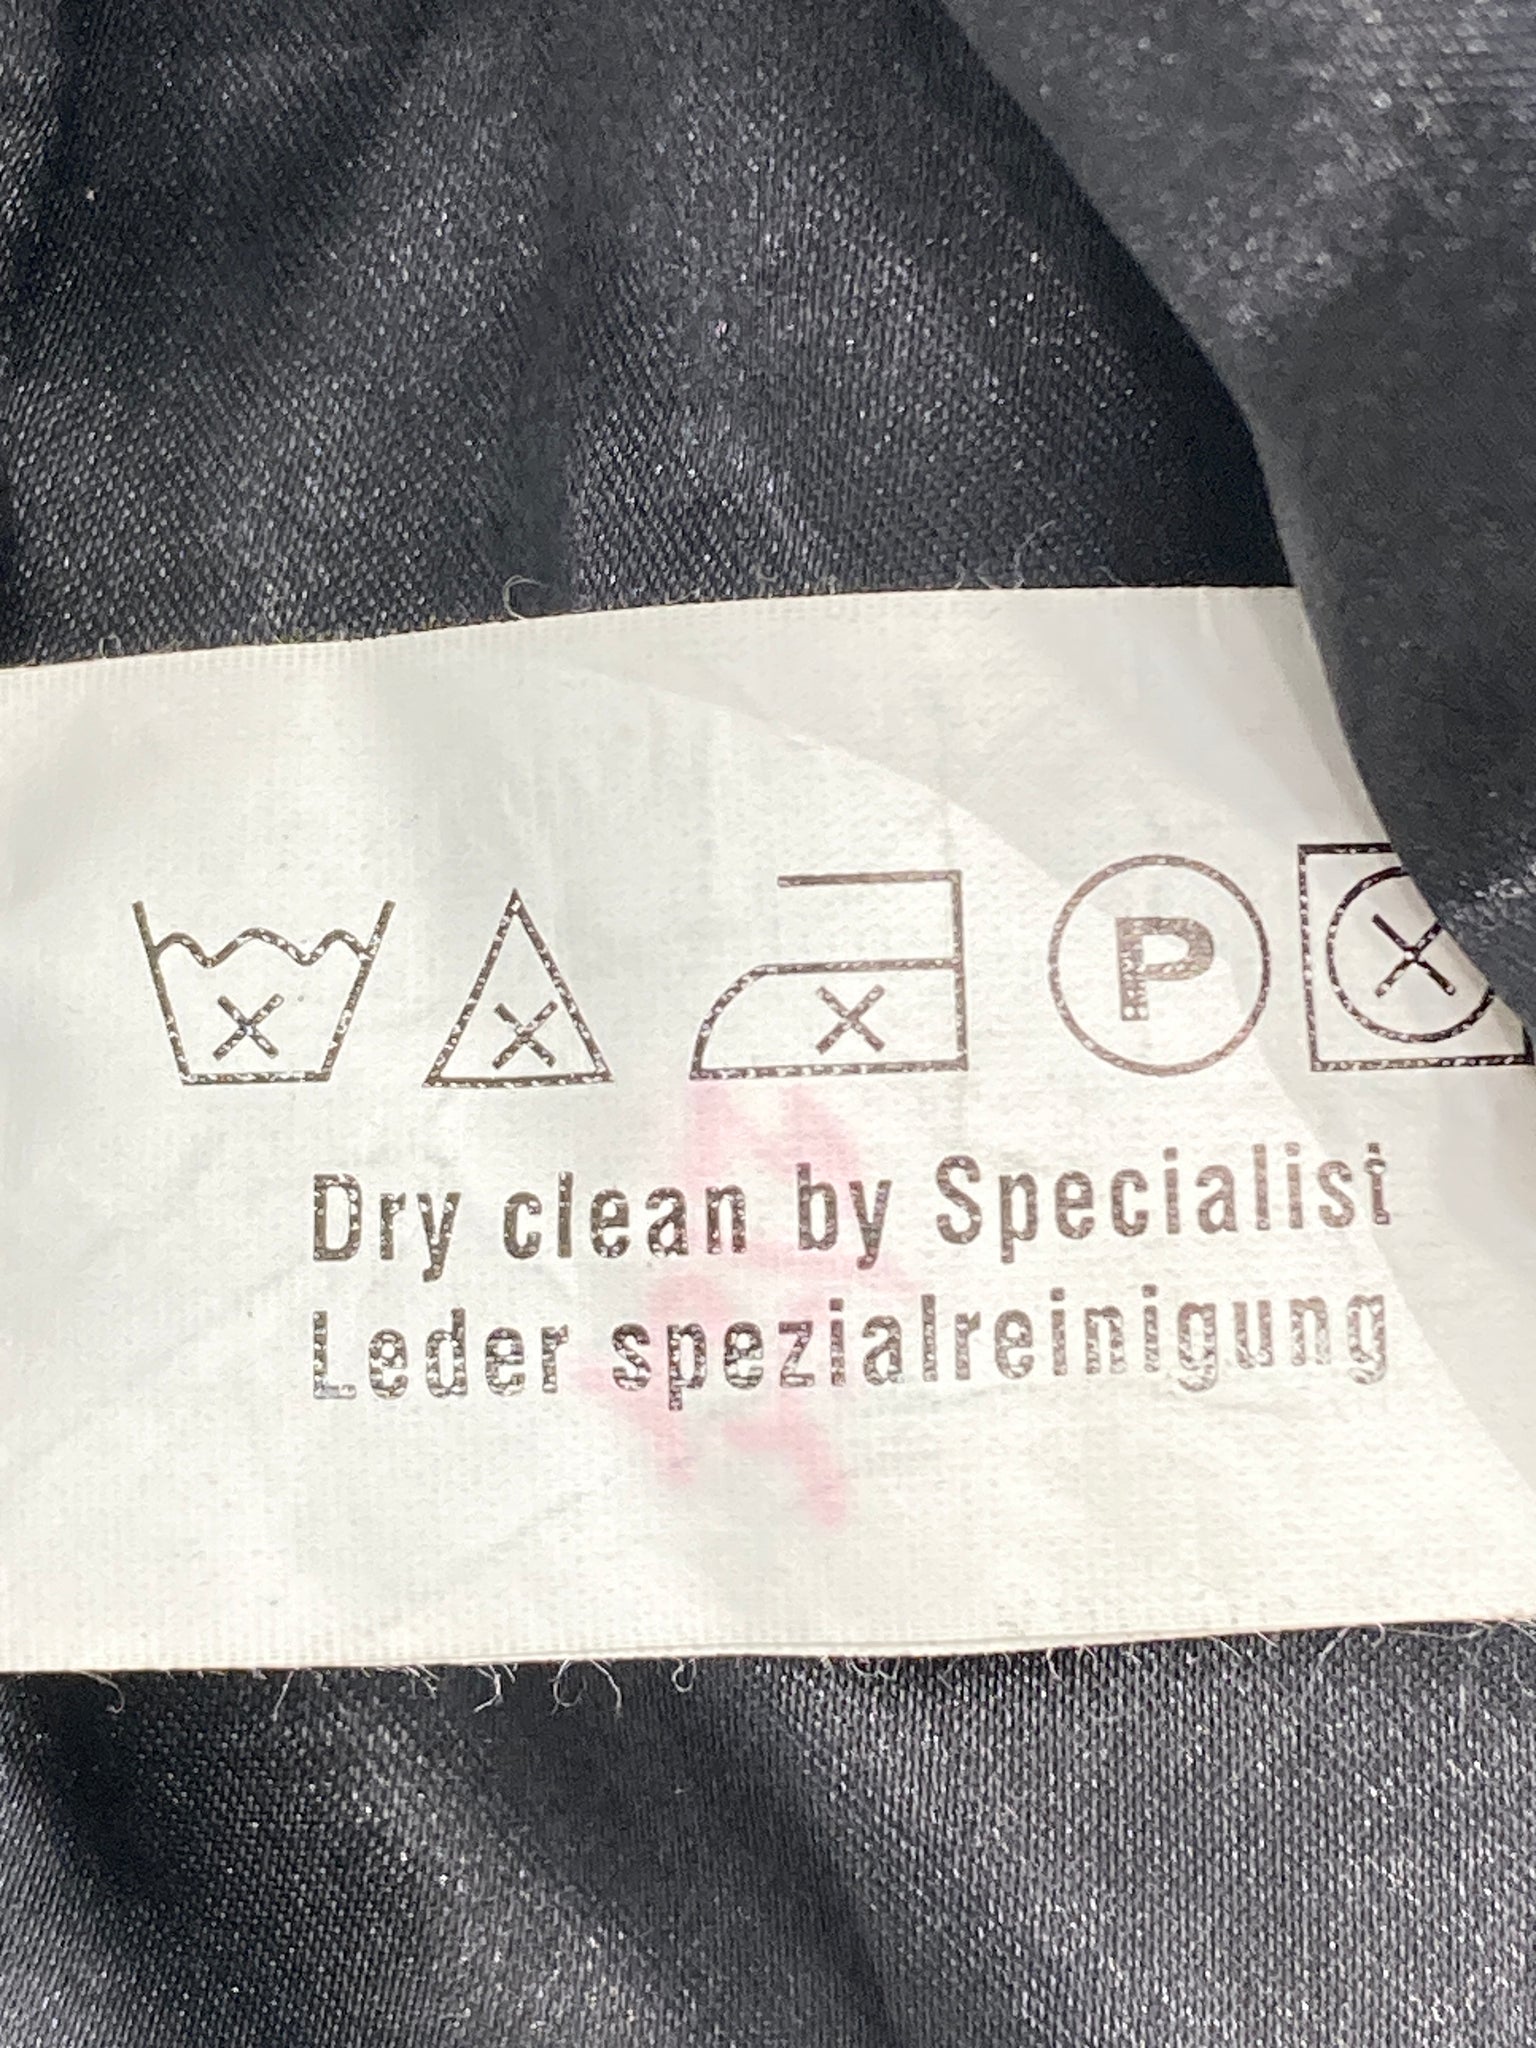 P
Dry clean by Specialist
Leder spezialreinigung